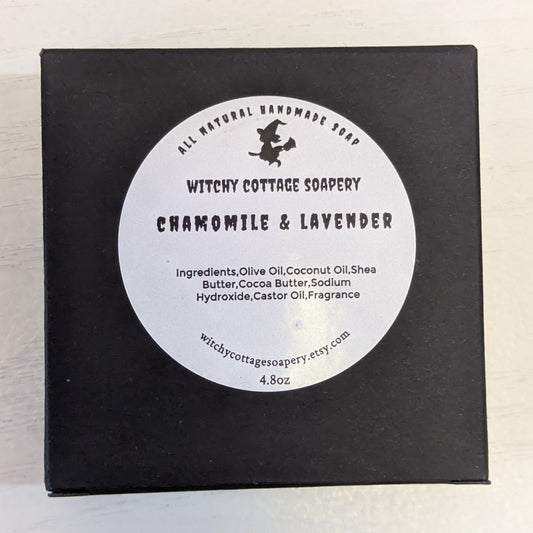 ALL NATURAL HANDMADE SOAP
WITCHY COTTAGE SOAPERY
CHAMOMILE & LAVENDER
Ingredients,Olive Oil,Coconut Oil,Shea
Butter,Cocoa Butter,Sodium
Hydroxide,Castor Oil,Fragrance
witchycottagesoapery.etsy.com
4.8oz